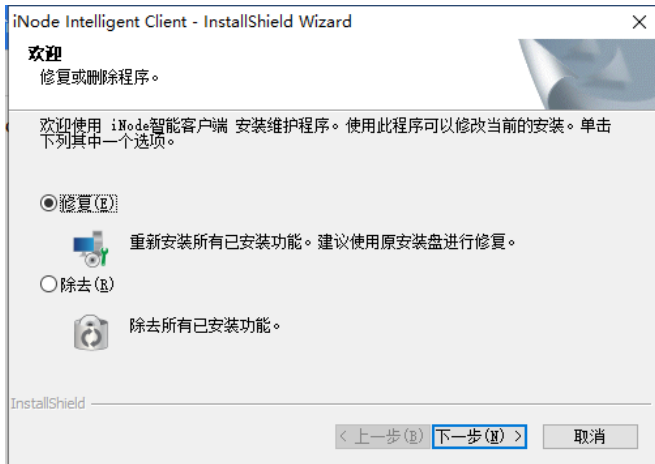 iNode Intelligent Client - InstallShield Wizard
欢迎
修复或删除程序。
欢迎使用 iNode智能客户端 安装维护程序。使用此程序可以修改当前的安装。单击
下列其中一个选项。
修复(E)
重新安装所有已安装功能。建议使用原安装盘进行修复。
除去(R)
除去所有已安装功能。
InstallShield
< 上一步(B) 下一步(N) > 取消